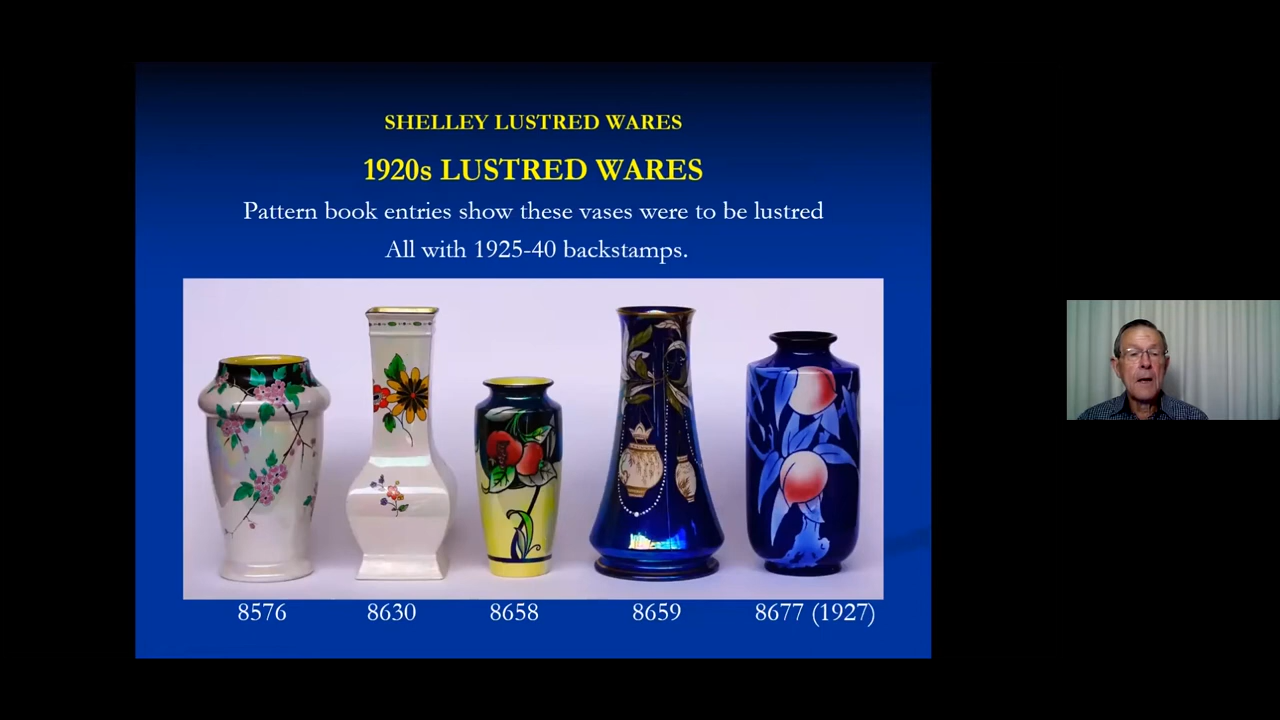 SHELLEY LUSTRED WARES
1920s LUSTRED WARES
Pattern book entries show these vases were to be lustred
All with 1925-40 backstamps.
8576 8630 8658 8659 8677 (1927)